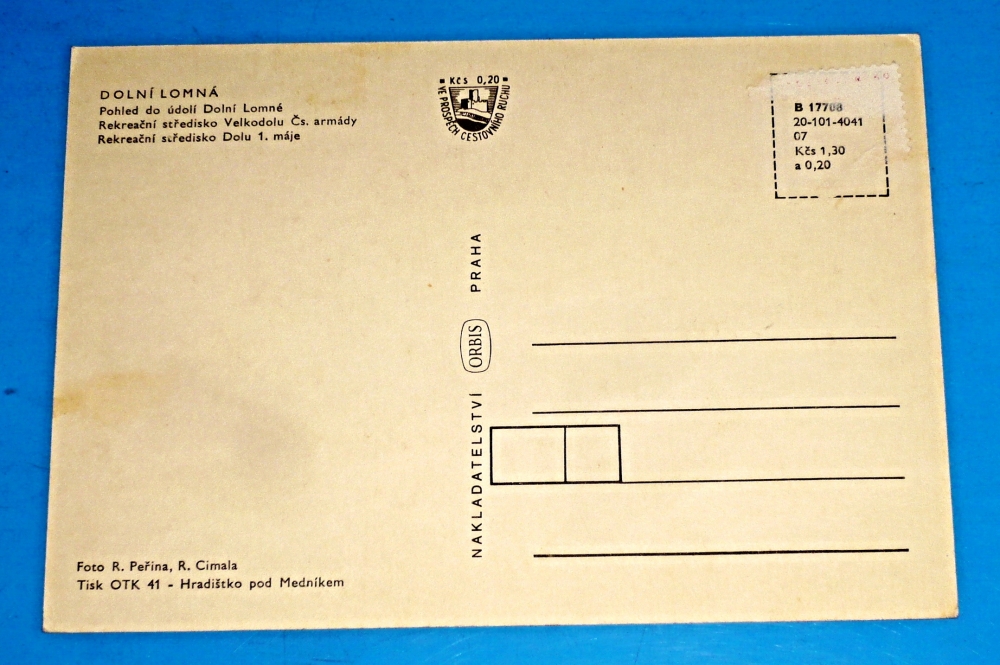 DOLNÍ LOMNÁ
Pohled do údolí Dolní Lomné
Rekreační středisko Velkodolu Čs. armády
Rekreační středisko Dolu 1. máje
Kčs 0,20
VE PROSPĚCH CESTOVNÍHO RUCHU
B 17708
20-101-4041
07
Kčs 1,30
a 0,20
NAKLADATELSTVÍ ORBIS PRAHA
Foto R. Peřina, R. Cimala
Tisk OTK 41 - Hradištko pod Medníkem